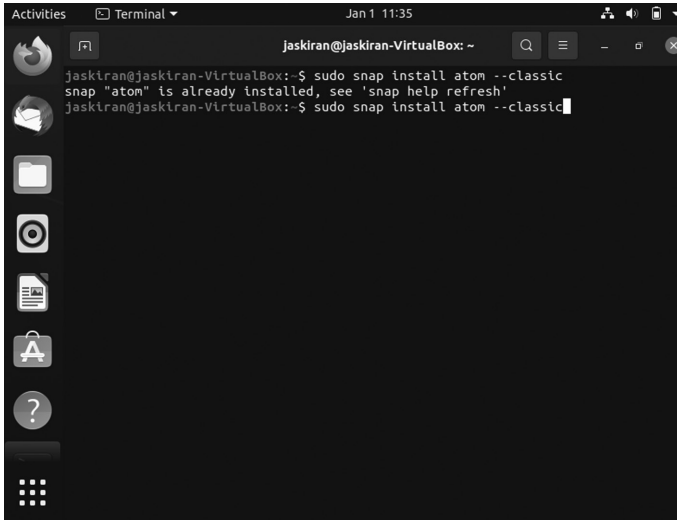 Activities
Terminal
Jan 1 11:35
jaskiran@jaskiran-VirtualBox: ~
jaskiran@jaskiran-VirtualBox:~$ sudo snap install atom --classic
snap "atom" is already installed, see 'snap help refresh'
jaskiran@jaskiran-VirtualBox:~$ sudo snap install atom --classic